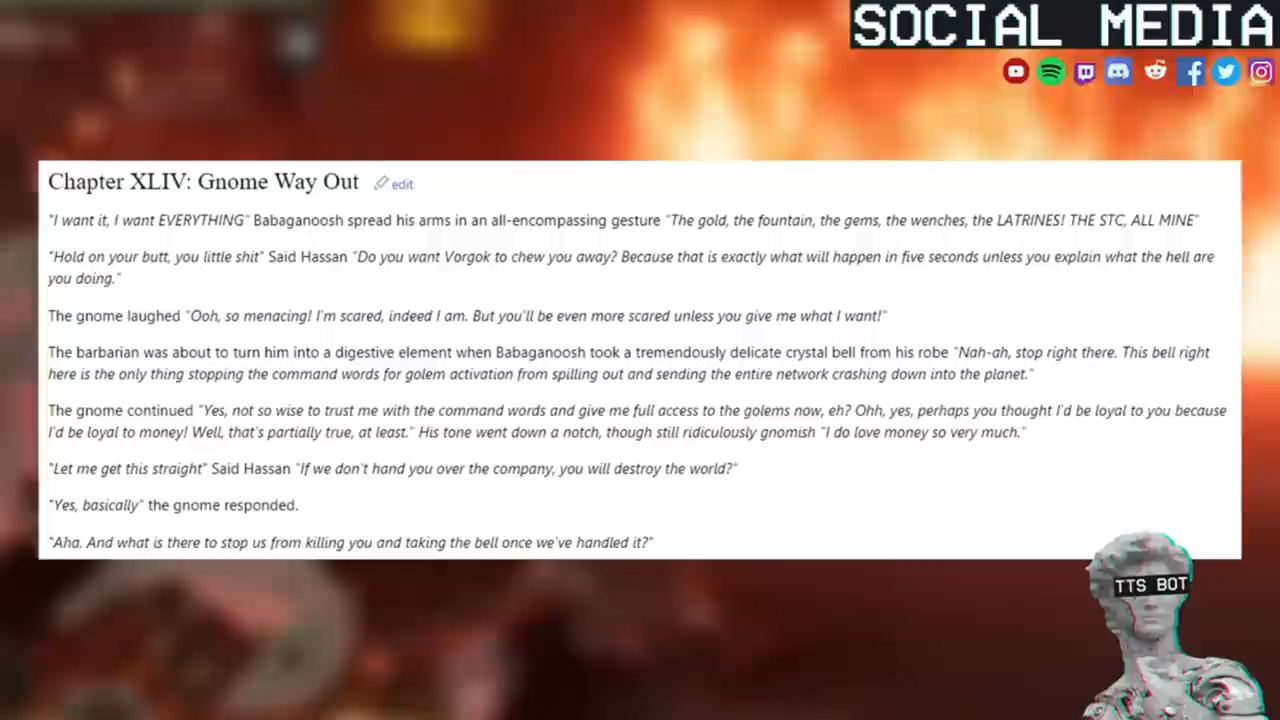 SOCIAL MEDIA
Chapter XLIV: Gnome Way Out edit
"I want it, I want EVERYTHING" Babaganoosh spread his arms in an all-encompassing gesture "The gold, the fountain, the gems, the wenches, the LATRINES! THE STC, ALL MINE"
"Hold on your butt, you little shit" Said Hassan "Do you want Vorgok to chew you away? Because that is exactly what will happen in five seconds unless you explain what the hell are
you doing."
The gnome laughed "Ooh, so menacing! I'm scared, indeed I am. But you'll be even more scared unless you give me what I want!"
The barbarian was about to turn him into a digestive element when Babaganoosh took a tremendously delicate crystal bell from his robe "Nah-ah, stop right there. This bell right
here is the only thing stopping the command words for golem activation from spilling out and sending the entire network crashing down into the planet."
The gnome continued "Yes, not so wise to trust me with the command words and give me full access to the golems now, eh? Ohh, yes, perhaps you thought I'd be loyal to you because
I'd be loyal to money! Well, that's partially true, at least." His tone went down a notch, though still ridiculously gnomish "I do love money so very much."
"Let me get this straight" Said Hassan "If we don't hand you over the company, you will destroy the world?"
"Yes, basically" the gnome responded.
"Aha. And what is there to stop us from killing you and taking the bell once we've handled it?"
TTS BOT